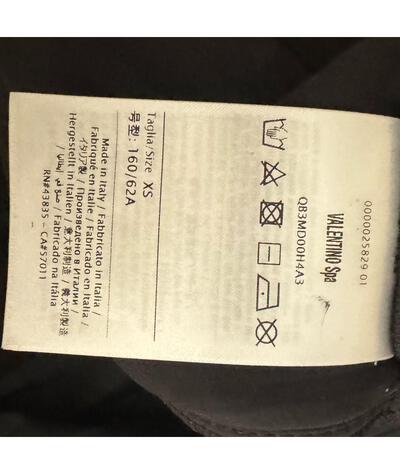 0000025829 01
VALENTINO Spa
QB3MD00H4A3
Taglia/Size XS
号型: 160/62A
Made in Italy / Fabbricato in Italia /
Fabriqué en Italie / Fabricado en Italia /
イタリア製 / Произведено в Италии /
Hergestellt in Italien / 意大利制造 / 義大利製造
/ Fabricado na Itália
RN#43835 - CA#57011